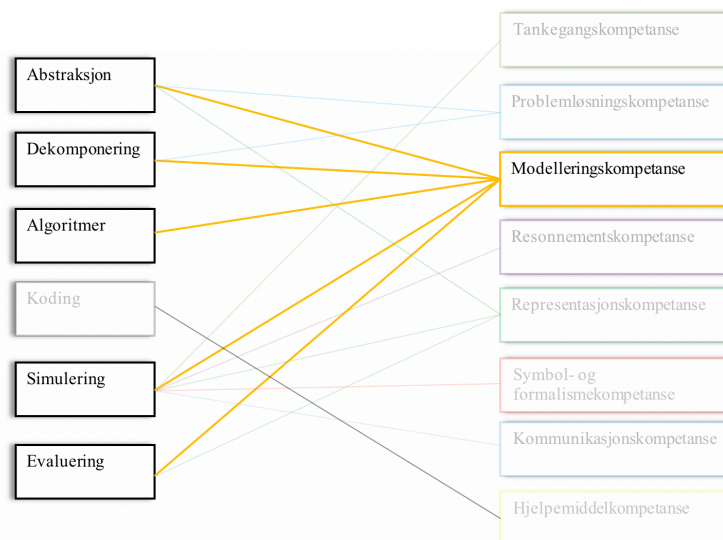 Abstraksjon
Dekomponering
Algoritmer
Koding
Simulering
Evaluering
Tankegangskompetanse
Problemløsningskompetanse
Modelleringskompetanse
Resonnementskompetanse
Representasjonskompetanse
Symbol- og
formalismekompetanse
Kommunikasjonskompetanse
Hjelpemiddelkompetanse